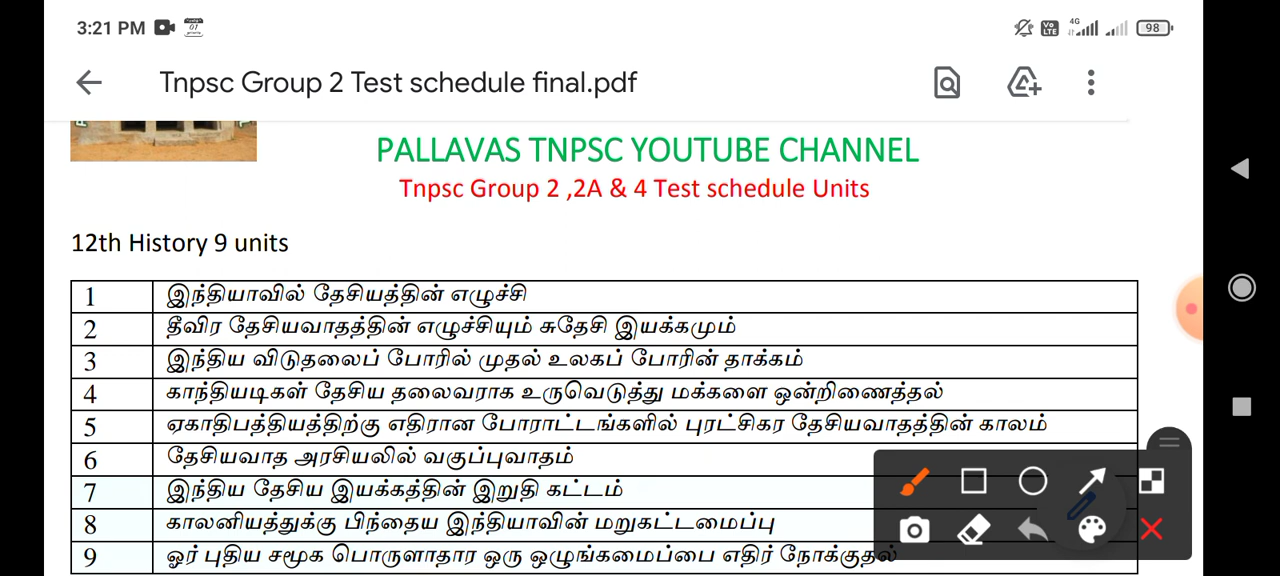 3:21 PM
4G
Vo
LTE
98
Tnpsc Group 2 Test schedule final.pdf
PALLAVAS TNPSC YOUTUBE CHANNEL
Tnpsc Group 2 ,2A & 4 Test schedule Units
12th History 9 units
1 இந்தியாவில் தேசியத்தின் எழுச்சி
2 தீவிர தேசியவாதத்தின் எழுச்சியும் சுதேசி இயக்கமும்
3 இந்திய விடுதலைப் போரில் முதல் உலகப் போரின் தாக்கம்
4 காந்தியடிகள் தேசிய தலைவராக உருவெடுத்து மக்களை ஒன்றிணைத்தல்
5 ஏகாதிபத்தியத்திற்கு எதிரான போராட்டங்களில் புரட்சிகர தேசியவாதத்தின் காலம்
6 தேசியவாத அரசியலில் வகுப்புவாதம்
7 இந்திய தேசிய இயக்கத்தின் இறுதி கட்டம்
8 காலனியத்துக்கு பிந்தைய இந்தியாவின் மறுகட்டமைப்பு
9 ஓர் புதிய சமூக பொருளாதார ஒரு ஒழுங்கமைப்பை எதிர் நோக்குதல்